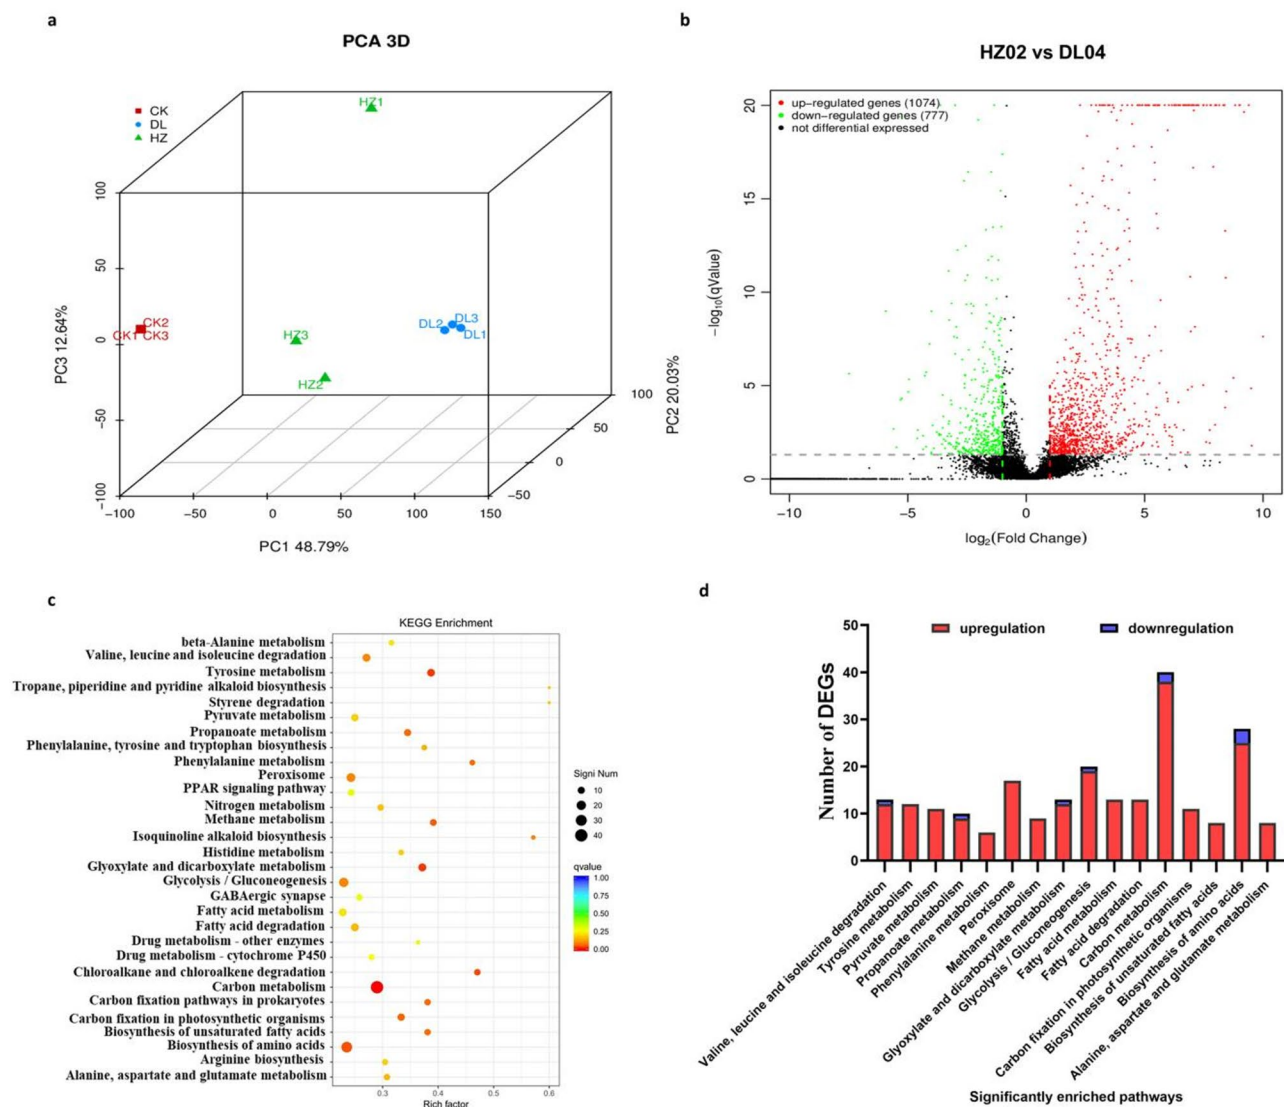 a
PCA 3D
CK
DL
HZ
HZ1
CK2
CK1 CK3
HZ3
HZ2
DL2
DL3
DL1
PC3 12.64%
100
50
0
−50
−100
−100
−50
0
50
100
150
PC1 48.79%
−50
0
50
100
PC2 20.03%
b
HZ02 vs DL04
up−regulated genes (1074)
down−regulated genes (777)
not differential expressed
−log10(qValue)
20
15
10
5
0
−10
−5
0
5
10
log2(Fold Change)
c
KEGG Enrichment
beta-Alanine metabolism
Valine, leucine and isoleucine degradation
Tyrosine metabolism
Tropane, piperidine and pyridine alkaloid biosynthesis
Styrene degradation
Pyruvate metabolism
Propanoate metabolism
Phenylalanine, tyrosine and tryptophan biosynthesis
Phenylalanine metabolism
Peroxisome
PPAR signaling pathway
Nitrogen metabolism
Methane metabolism
Isoquinoline alkaloid biosynthesis
Histidine metabolism
Glyoxylate and dicarboxylate metabolism
Glycolysis / Gluconeogenesis
GABAergic synapse
Fatty acid metabolism
Fatty acid degradation
Drug metabolism - other enzymes
Drug metabolism - cytochrome P450
Chloroalkane and chloroalkene degradation
Carbon metabolism
Carbon fixation pathways in prokaryotes
Carbon fixation in photosynthetic organisms
Biosynthesis of unsaturated fatty acids
Biosynthesis of amino acids
Arginine biosynthesis
Alanine, aspartate and glutamate metabolism
0.3
0.4
0.5
0.6
Rich factor
Signi Num
10
20
30
40
qvalue
1.00
0.75
0.50
0.25
0.00
d
upregulation
downregulation
Number of DEGs
50
40
30
20
10
0
Valine, leucine and isoleucine degradation
Tyrosine metabolism
Pyruvate metabolism
Propanoate metabolism
Phenylalanine metabolism
Peroxisome
Methane metabolism
Glyoxylate and dicarboxylate metabolism
Glycolysis / Gluconeogenesis
Fatty acid metabolism
Fatty acid degradation
Carbon metabolism
Carbon fixation in photosynthetic organisms
Biosynthesis of unsaturated fatty acids
Biosynthesis of amino acids
Alanine, aspartate and glutamate metabolism
Significantly enriched pathways